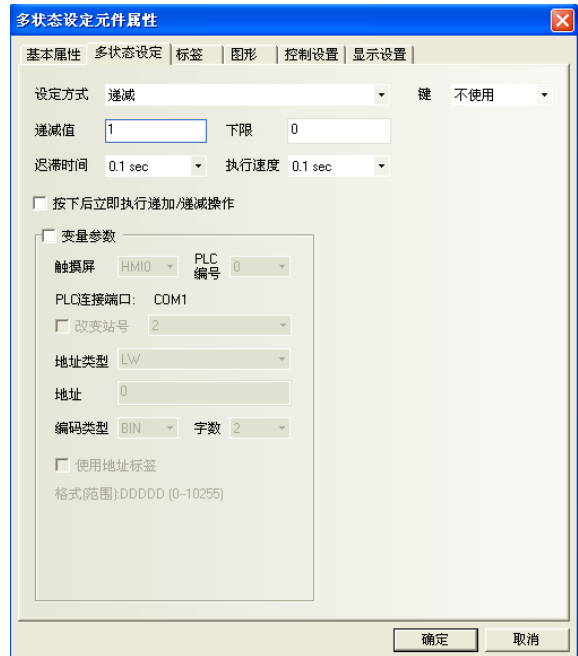 多状态设定元件属性
基本属性 多状态设定 标签 图形 控制设置 显示设置
设定方式 递减 键 不使用
递减值 1 下限 0
迟滞时间 0.1 sec 执行速度 0.1 sec
按下后立即执行递加/递减操作
变量参数
触摸屏 HMI0 PLC编号 0
PLC连接端口: COM1
改变站号 2
地址类型 LW
地址 0
编码类型 BIN 字数 2
使用地址标签
格式(范围):DDDDD (0~10255)
确定 取消